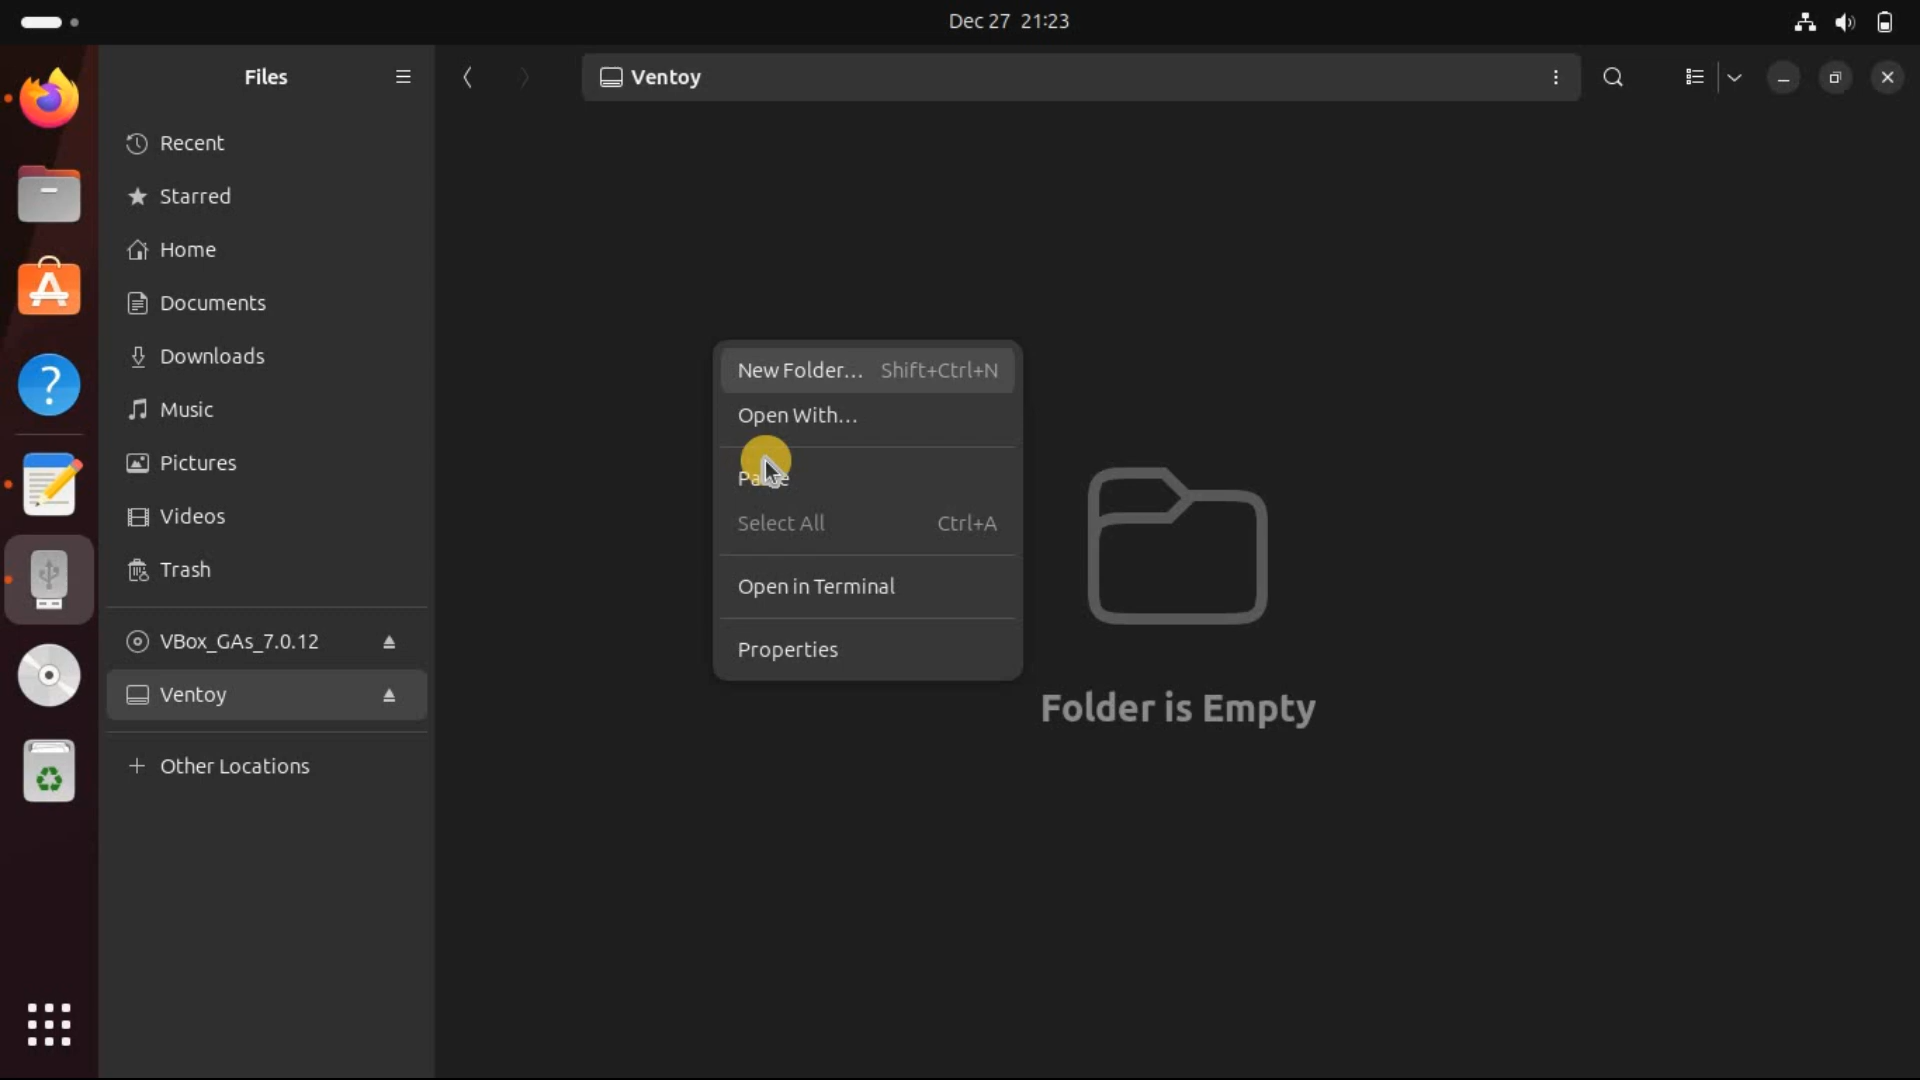 Dec 27 21:23
Files
Ventoy
Recent
Starred
Home
Documents
Downloads
Music
Pictures
Videos
Trash
VBox_GAs_7.0.12
Ventoy
Other Locations
New Folder... Shift+Ctrl+N
Open With...
Paste
Select All Ctrl+A
Open in Terminal
Properties
Folder is Empty